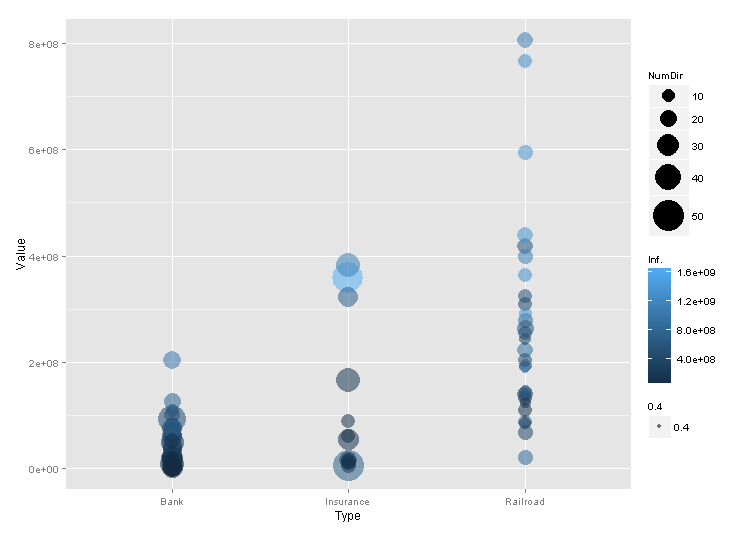 Value
8e+08
6e+08
4e+08
2e+08
0e+00
Bank
Insurance
Railroad
Type
NumDir
10
20
30
40
50
Inf.
1.6e+09
1.2e+09
8.0e+08
4.0e+08
0.4
0.4